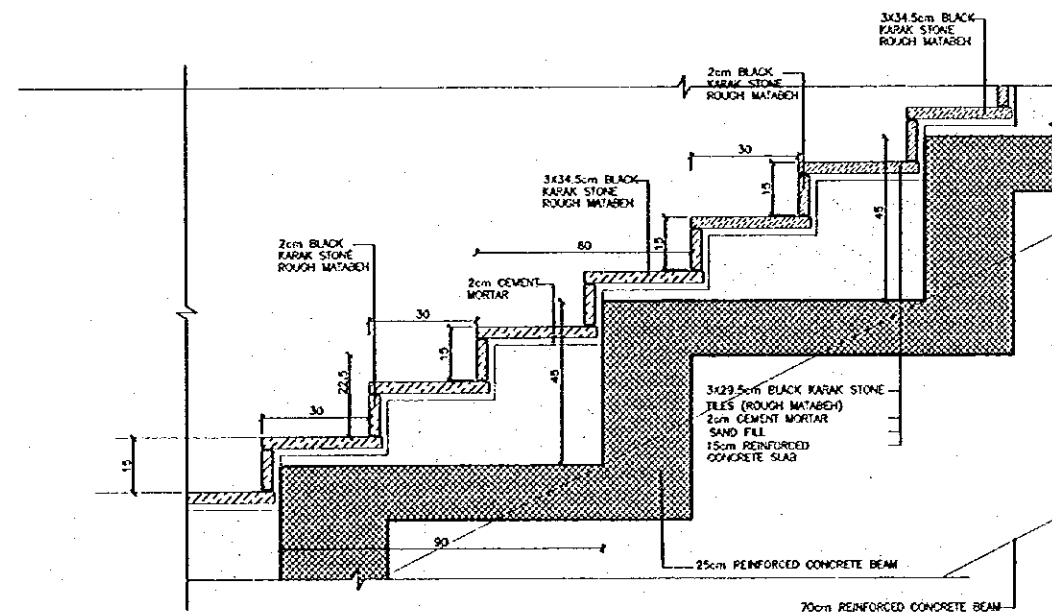 3X34.5cm BLACK
KARAK STONE
ROUGH MATABEH
2cm BLACK
KARAK STONE
ROUGH MATABEH
30
3X34.5cm BLACK
KARAK STONE
ROUGH MATABEH
15
45
2cm BLACK
KARAK STONE
ROUGH MATABEH
60
15
2cm CEMENT
MORTAR
30
15
22.5
45
30
3X29.5cm BLACK KARAK STONE
TILES (ROUGH MATABEH)
2cm CEMENT MORTAR
SAND FILL
15cm REINFORCED
CONCRETE SLAB
15
90
25cm REINFORCED CONCRETE BEAM
70cm REINFORCED CONCRETE BEAM